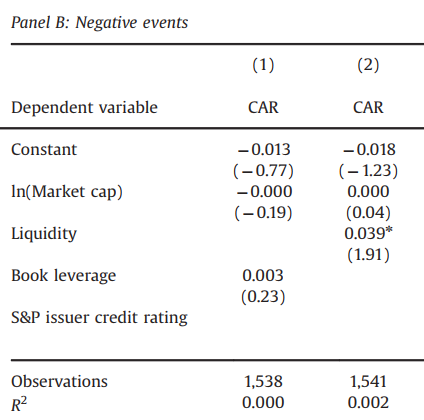 Panel B: Negative events
(1) (2)
Dependent variable CAR CAR
Constant −0.013 −0.018
(−0.77) (−1.23)
ln(Market cap) −0.000 0.000
(−0.19) (0.04)
Liquidity 0.039*
(1.91)
Book leverage 0.003
(0.23)
S&P issuer credit rating
Observations 1,538 1,541
R² 0.000 0.002